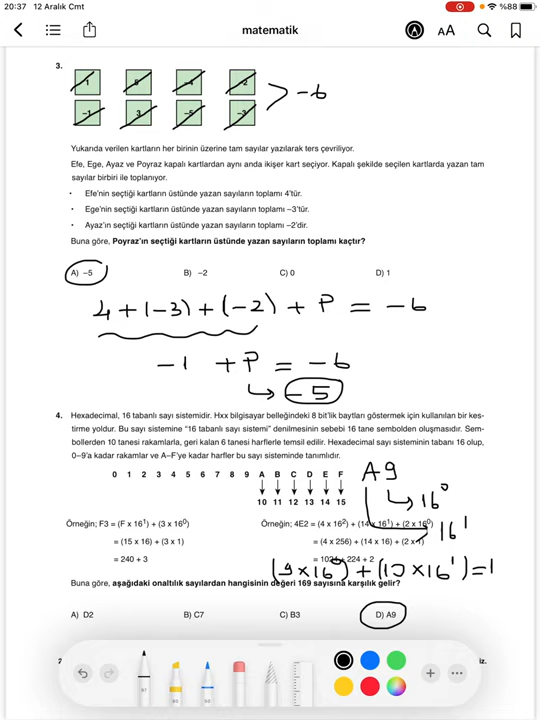 20:37 12 Aralık Cmt
%88
matematik
AA
3.
1 -4 -2
-1 3 -5 -3
> -6
Yukarıda verilen kartların her birinin üzerine tam sayılar yazılarak ters çevriliyor.
Efe, Ege, Ayaz ve Poyraz kapalı kartlardan aynı anda ikişer kart seçiyor. Kapalı şekilde seçilen kartlarda yazan tam
sayılar birbiri ile toplanıyor.
• Efe'nin seçtiği kartların üstünde yazan sayıların toplamı 4'tür.
• Ege'nin seçtiği kartların üstünde yazan sayıların toplamı –3'tür.
• Ayaz'ın seçtiği kartların üstünde yazan sayıların toplamı –2'dir.
Buna göre, Poyraz'ın seçtiği kartların üstünde yazan sayıların toplamı kaçtır?
A) –5 B) –2 C) 0 D) 1
4 + (-3) + (-2) + P = -6
-1 + P = -6
-5
4. Hexadecimal, 16 tabanlı sayı sistemidir. Hxx bilgisayar belleğindeki 8 bit'lik baytları göstermek için kullanılan bir kes-
tirme yoldur. Bu sayı sistemine "16 tabanlı sayı sistemi" denilmesinin sebebi 16 tane sembolden oluşmasıdır. Sem-
bollerden 10 tanesi rakamlarla, geri kalan 6 tanesi harflerle temsil edilir. Hexadecimal sayı sisteminin tabanı 16 olup,
0–9'a kadar rakamlar ve A–F'ye kadar harfler bu sayı sisteminde tanımlıdır.
0 1 2 3 4 5 6 7 8 9 A B C D E F
10 11 12 13 14 15
A9
16⁰
16¹
Örneğin; F3 = (F x 16¹) + (3 x 16⁰)
= (15 x 16) + (3 x 1)
= 240 + 3
Örneğin; 4E2 = (4 x 16²) + (14 x 16¹) + (2 x 16⁰)
= (4 x 256) + (14 x 16) + (2 x 1)
= 1024 + 224 + 2
(9 x 16⁰) + (10 x 16¹) = 1
Buna göre, aşağıdaki onaltılık sayılardan hangisinin değeri 169 sayısına karşılık gelir?
A) D2 B) C7 C) B3 D) A9